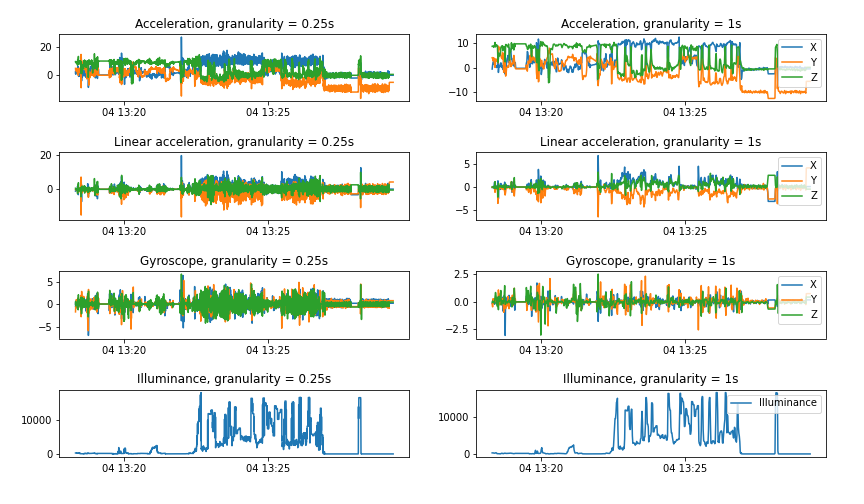 Acceleration, granularity = 0.25s
20
0
04 13:20
04 13:25
Acceleration, granularity = 1s
10
0
−10
X
Y
Z
04 13:20
04 13:25
Linear acceleration, granularity = 0.25s
20
0
04 13:20
04 13:25
Linear acceleration, granularity = 1s
5
0
−5
X
Y
Z
04 13:20
04 13:25
Gyroscope, granularity = 0.25s
5
0
−5
04 13:20
04 13:25
Gyroscope, granularity = 1s
2.5
0.0
−2.5
X
Y
Z
04 13:20
04 13:25
Illuminance, granularity = 0.25s
10000
0
04 13:20
04 13:25
Illuminance, granularity = 1s
10000
0
Illuminance
04 13:20
04 13:25